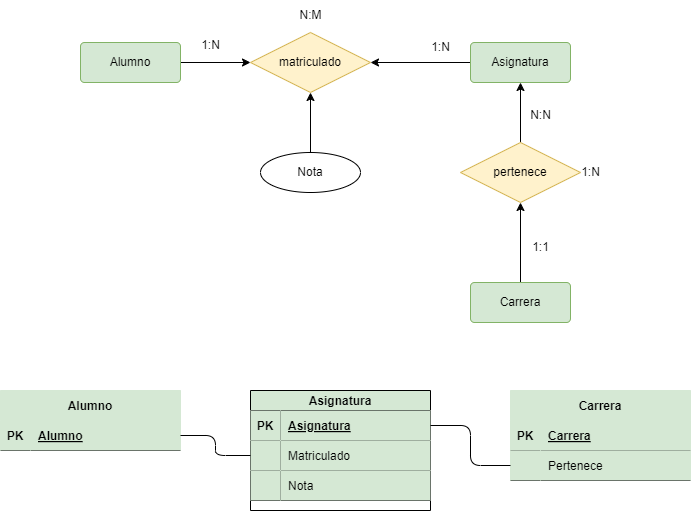 N:M
1:N
1:N
Alumno
matriculado
Asignatura
N:N
Nota
pertenece
1:N
1:1
Carrera
Alumno
PK Alumno
Asignatura
PK Asignatura
Matriculado
Nota
Carrera
PK Carrera
Pertenece